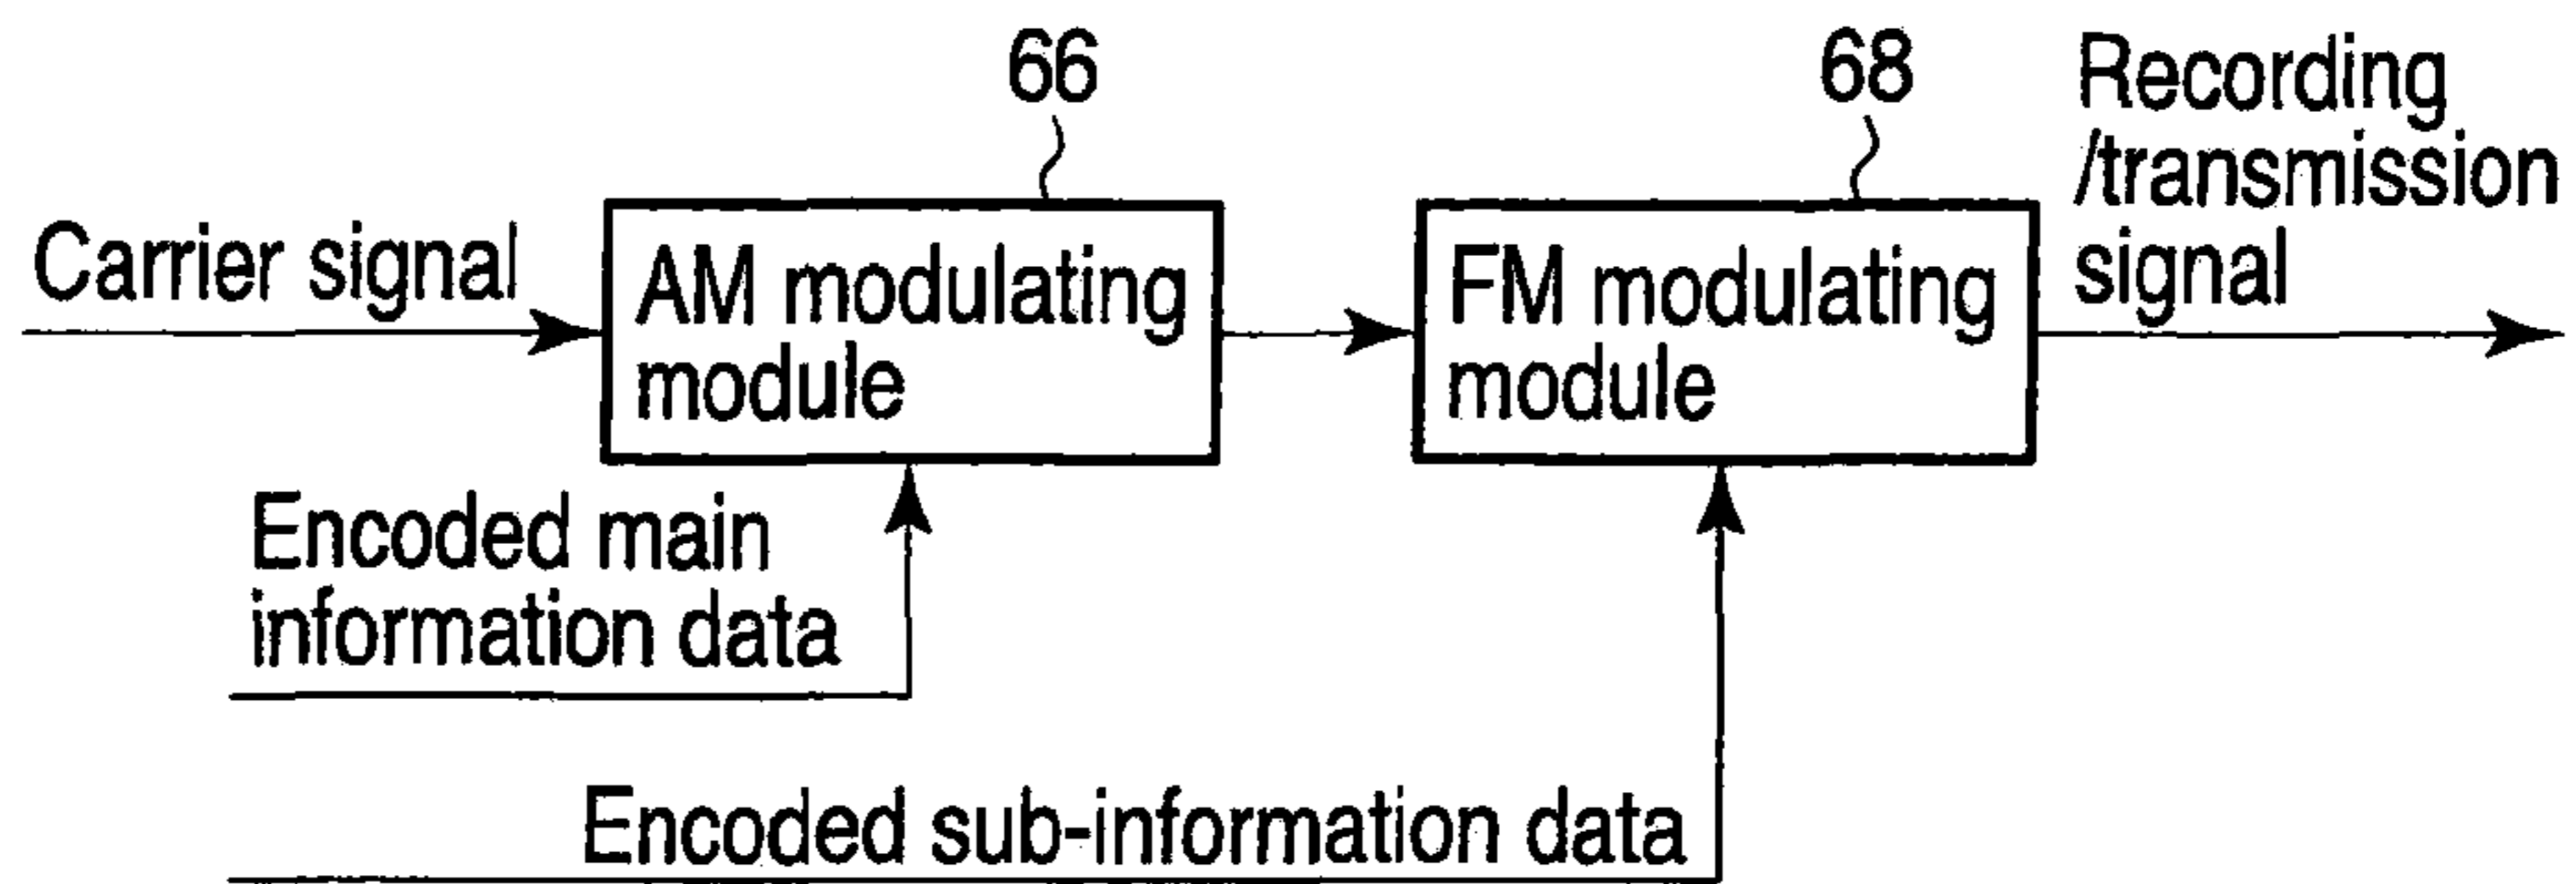 66
68
Recording
/transmission
signal
Carrier signal
AM modulating
module
FM modulating
module
Encoded main
information data
Encoded sub-information data